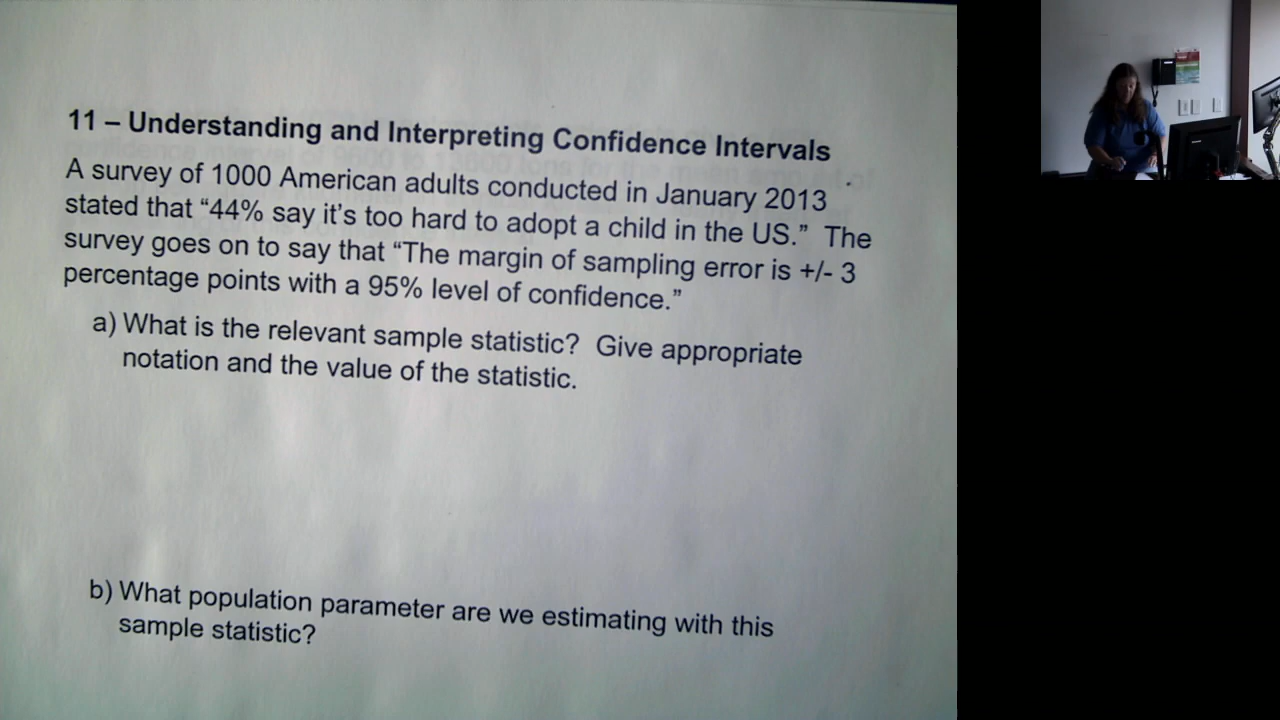 11 – Understanding and Interpreting Confidence Intervals
A survey of 1000 American adults conducted in January 2013
stated that “44% say it’s too hard to adopt a child in the US.” The
survey goes on to say that “The margin of sampling error is +/- 3
percentage points with a 95% level of confidence.”
a) What is the relevant sample statistic? Give appropriate
notation and the value of the statistic.
b) What population parameter are we estimating with this
sample statistic?